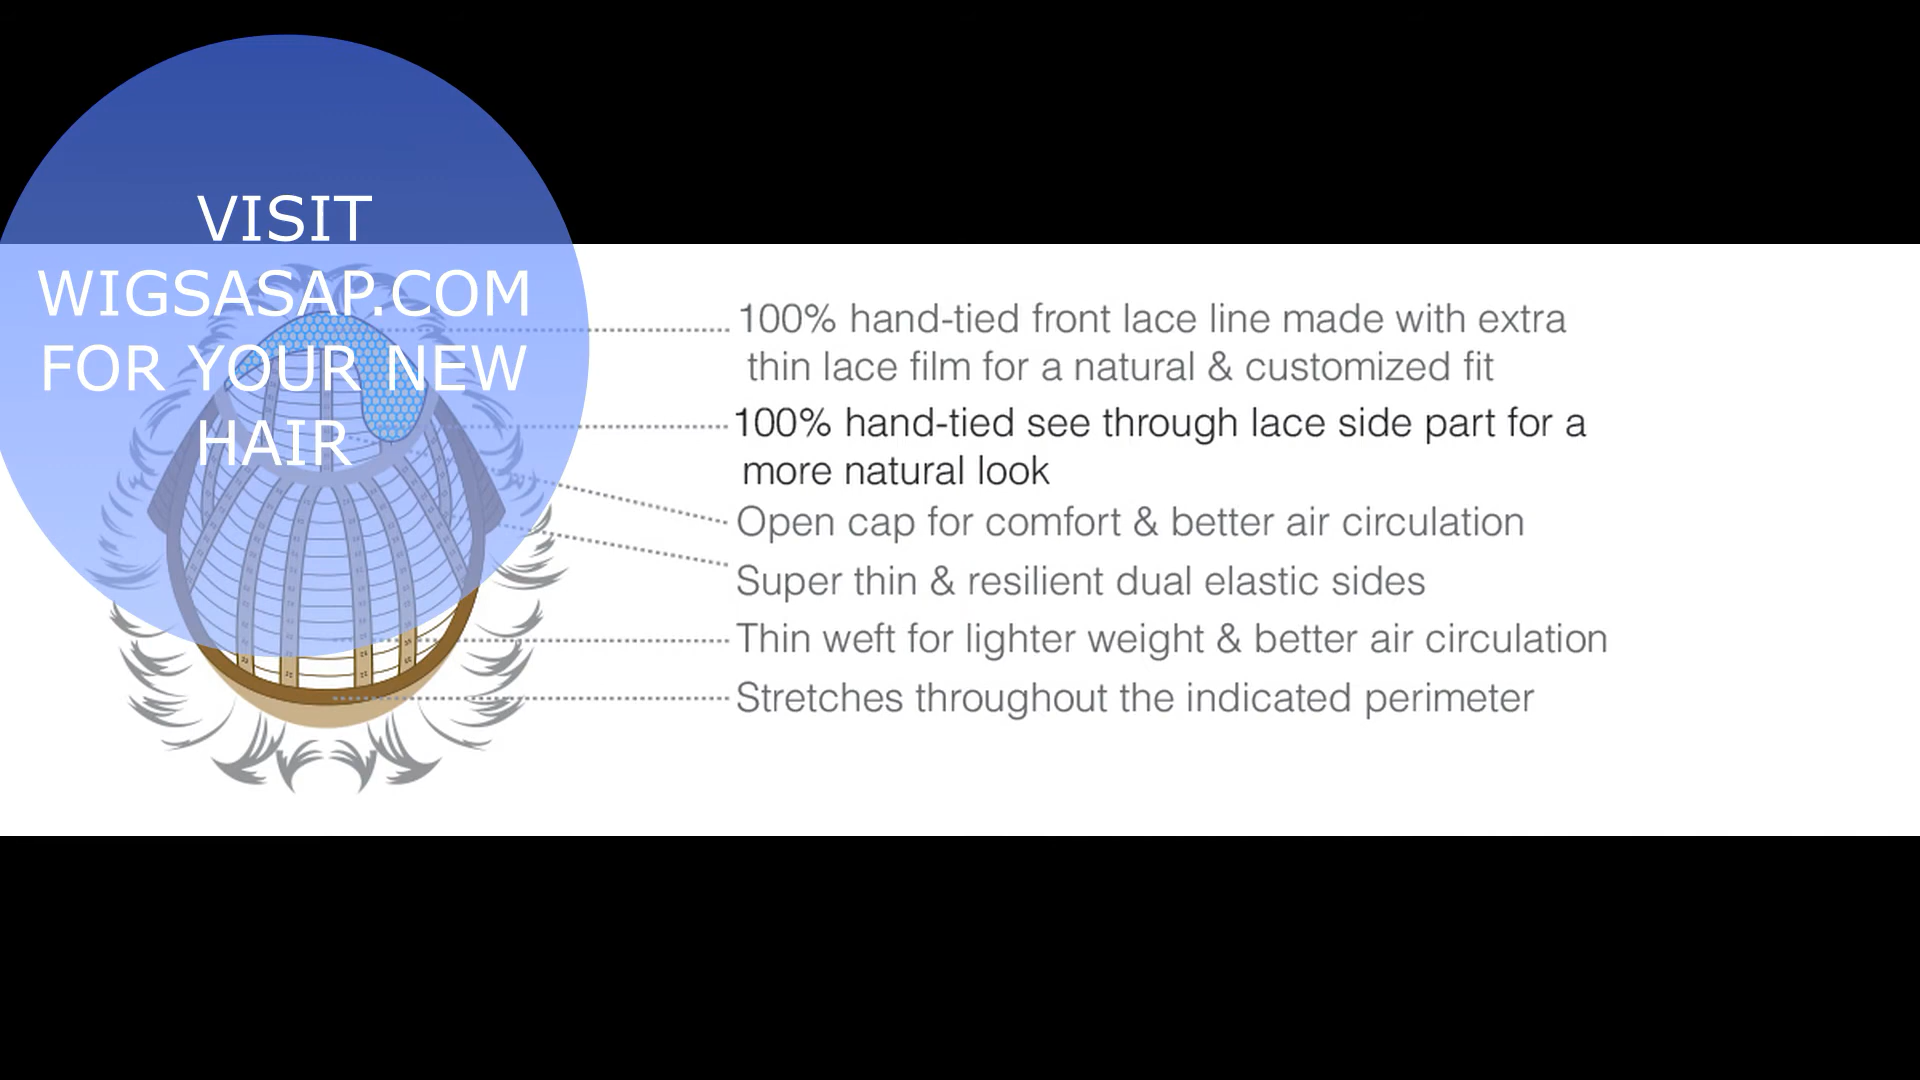 VISIT
WIGSASAP.COM
FOR YOUR NEW
HAIR
100% hand-tied front lace line made with extra
thin lace film for a natural & customized fit
100% hand-tied see through lace side part for a
more natural look
Open cap for comfort & better air circulation
Super thin & resilient dual elastic sides
Thin weft for lighter weight & better air circulation
Stretches throughout the indicated perimeter